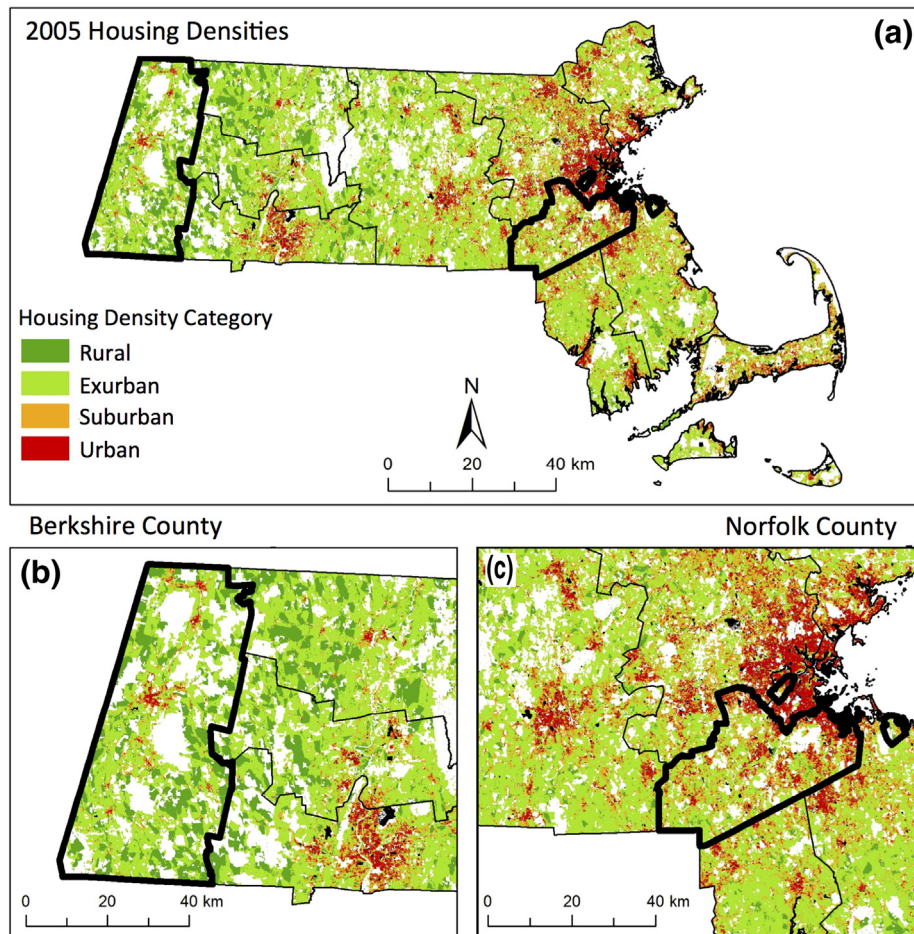 2005 Housing Densities
(a)
Housing Density Category
Rural
Exurban
Suburban
Urban
N
0 20 40 km
Berkshire County
Norfolk County
(b)
(c)
0 20 40 km
0 20 40 km